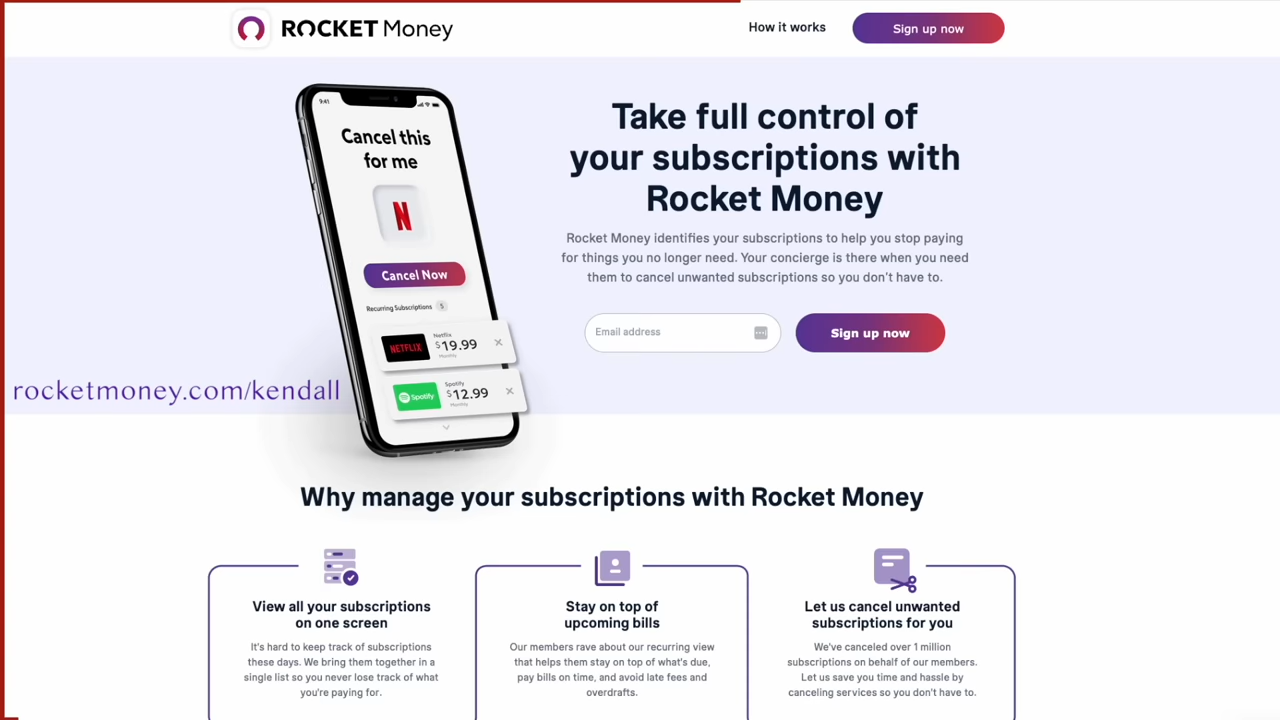 ROCKET Money
How it works
Sign up now
9:41
Cancel this
for me
N
Cancel Now
Recurring Subscriptions 5
NETFLIX
Netflix
$19.99
Monthly
Spotify
Spotify
$12.99
Monthly
rocketmoney.com/kendall
Take full control of
your subscriptions with
Rocket Money
Rocket Money identifies your subscriptions to help you stop paying
for things you no longer need. Your concierge is there when you need
them to cancel unwanted subscriptions so you don't have to.
Email address
Sign up now
Why manage your subscriptions with Rocket Money
View all your subscriptions
on one screen
It's hard to keep track of subscriptions
these days. We bring them together in a
single list so you never lose track of what
you're paying for.
Stay on top of
upcoming bills
Our members rave about our recurring view
that helps them stay on top of what's due,
pay bills on time, and avoid late fees and
overdrafts.
Let us cancel unwanted
subscriptions for you
We've canceled over 1 million
subscriptions on behalf of our members.
Let us save you time and hassle by
canceling services so you don't have to.